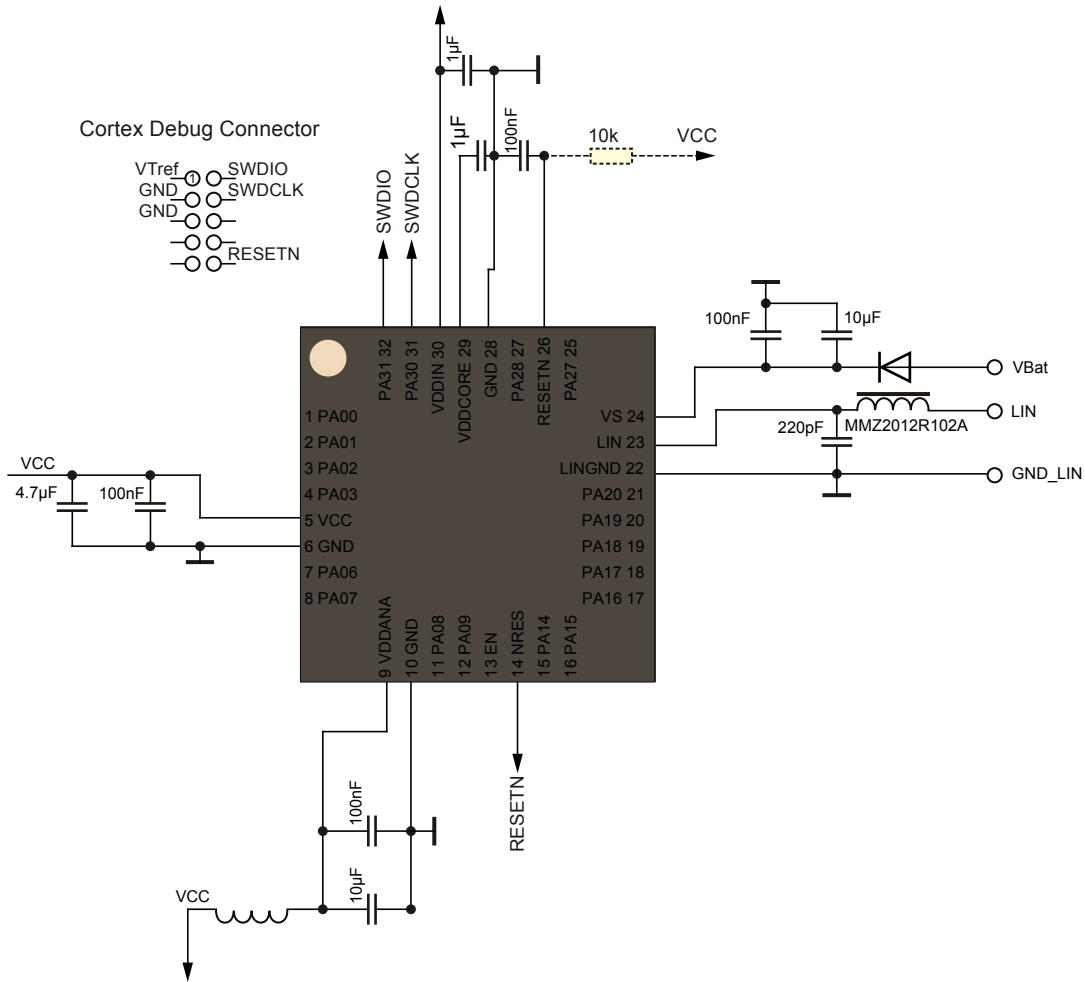 1µF
1µF
100nF
10k
VCC
Cortex Debug Connector
VTref 1 SWDIO
GND SWDCLK
GND
RESETN
SWDIO
SWDCLK
PA31 32
PA30 31
VDDIN 30
VDDCORE 29
GND 28
PA28 27
RESETN 26
PA27 25
100nF
10µF
VBat
LIN
MMZ2012R102A
220pF
GND_LIN
1 PA00
2 PA01
3 PA02
4 PA03
5 VCC
6 GND
7 PA06
8 PA07
VS 24
LIN 23
LINGND 22
PA20 21
PA19 20
PA18 19
PA17 18
PA16 17
VCC
4.7µF
100nF
9 VDDANA
10 GND
11 PA08
12 PA09
13 EN
14 NRES
15 PA14
16 PA15
RESETN
100nF
10µF
VCC